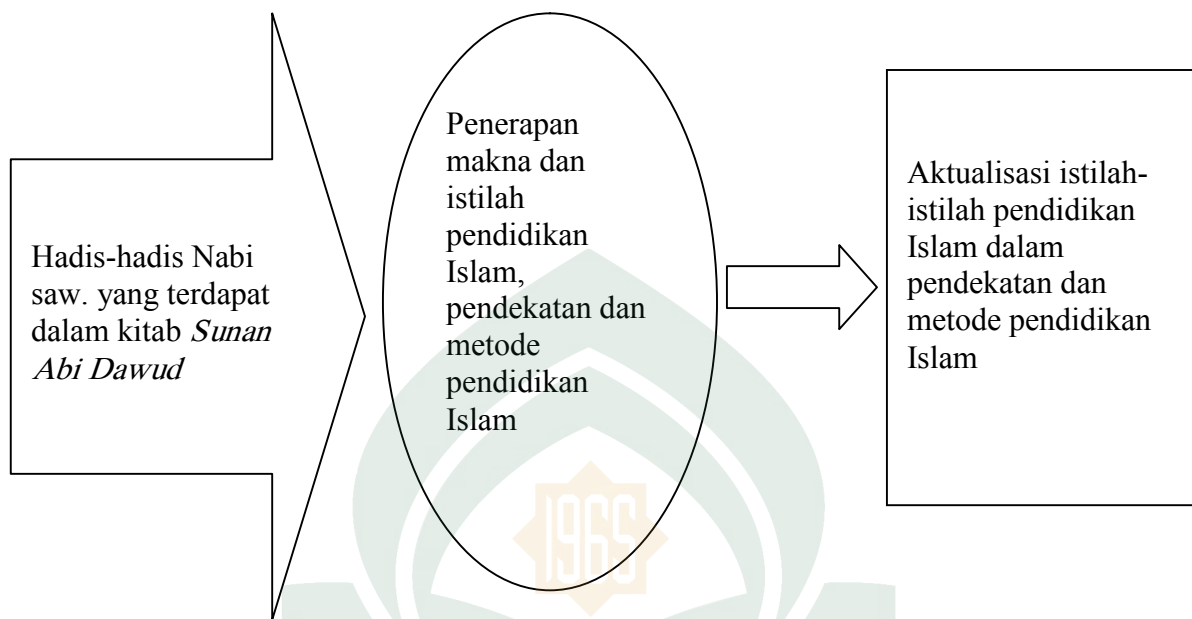 Hadis-hadis Nabi
saw. yang terdapat
dalam kitab Sunan
Abi Dawud
Penerapan
makna dan
istilah
pendidikan
Islam,
pendekatan dan
metode
pendidikan
Islam
Aktualisasi istilah-
istilah pendidikan
Islam dalam
pendekatan dan
metode pendidikan
Islam
1965